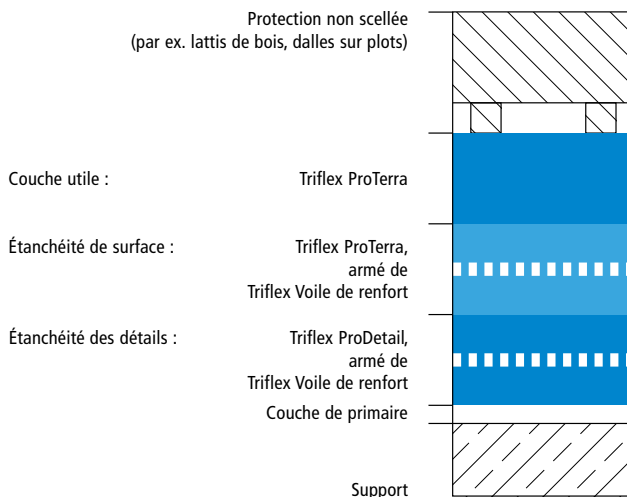 Protection non scellée
(par ex. lattis de bois, dalles sur plots)
Couche utile : Triflex ProTerra
Étanchéité de surface : Triflex ProTerra,
armé de
Triflex Voile de renfort
Étanchéité des détails : Triflex ProDetail,
armé de
Triflex Voile de renfort
Couche de primaire
Support